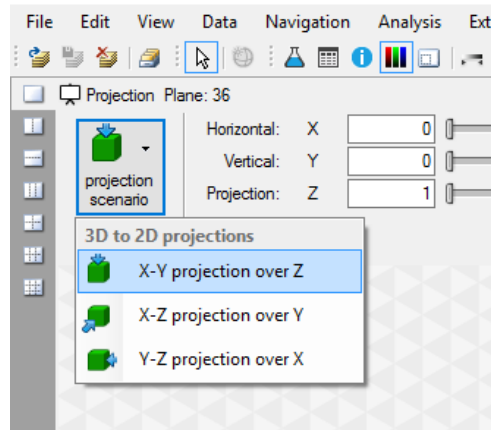 File Edit View Data Navigation Analysis Ext
Projection Plane: 36
Horizontal: X 0
Vertical: Y 0
Projection: Z 1
projection
scenario
3D to 2D projections
X-Y projection over Z
X-Z projection over Y
Y-Z projection over X